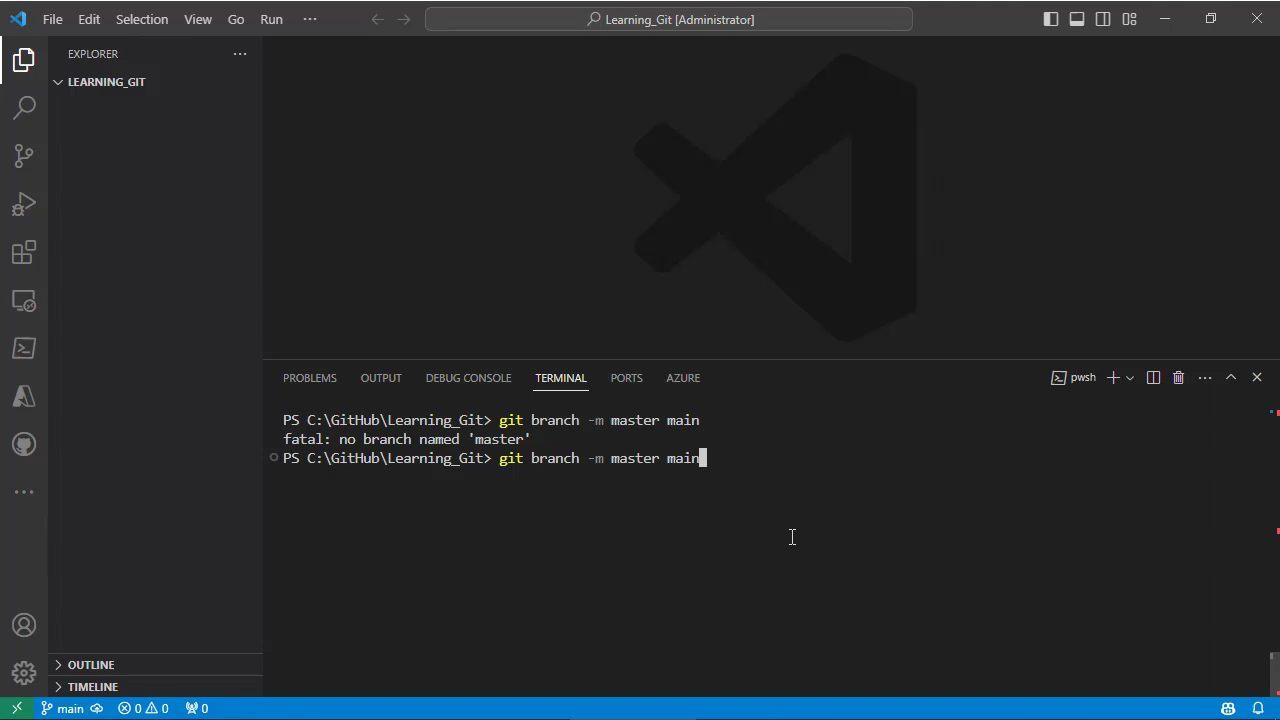 File Edit Selection View Go Run ···
Learning_Git [Administrator]
EXPLORER ···
LEARNING_GIT
PROBLEMS OUTPUT DEBUG CONSOLE TERMINAL PORTS AZURE
pwsh
PS C:\GitHub\Learning_Git> git branch -m master main
fatal: no branch named 'master'
PS C:\GitHub\Learning_Git> git branch -m master main
OUTLINE
TIMELINE
main 0 0 0